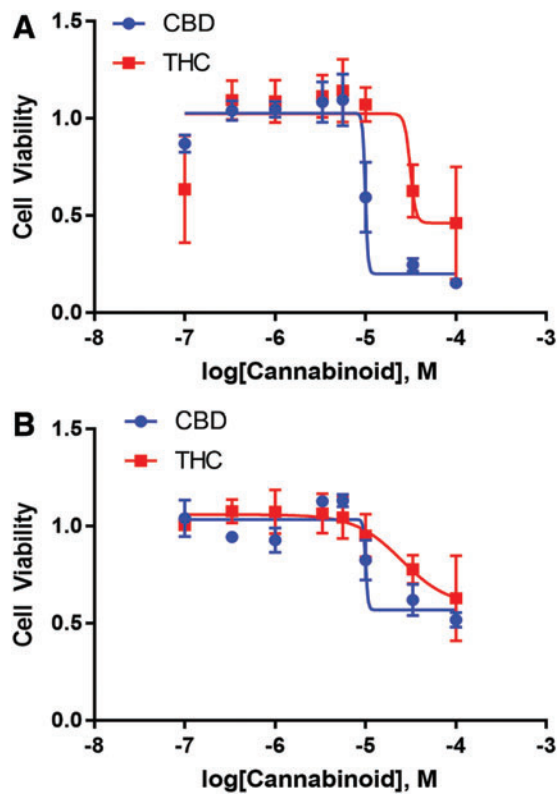 A
CBD
THC
1.5
1.0
0.5
0.0
Cell Viability
-8 -7 -6 -5 -4 -3
log[Cannabinoid], M
B
CBD
THC
1.5
1.0
0.5
0.0
Cell Viability
-8 -7 -6 -5 -4 -3
log[Cannabinoid], M